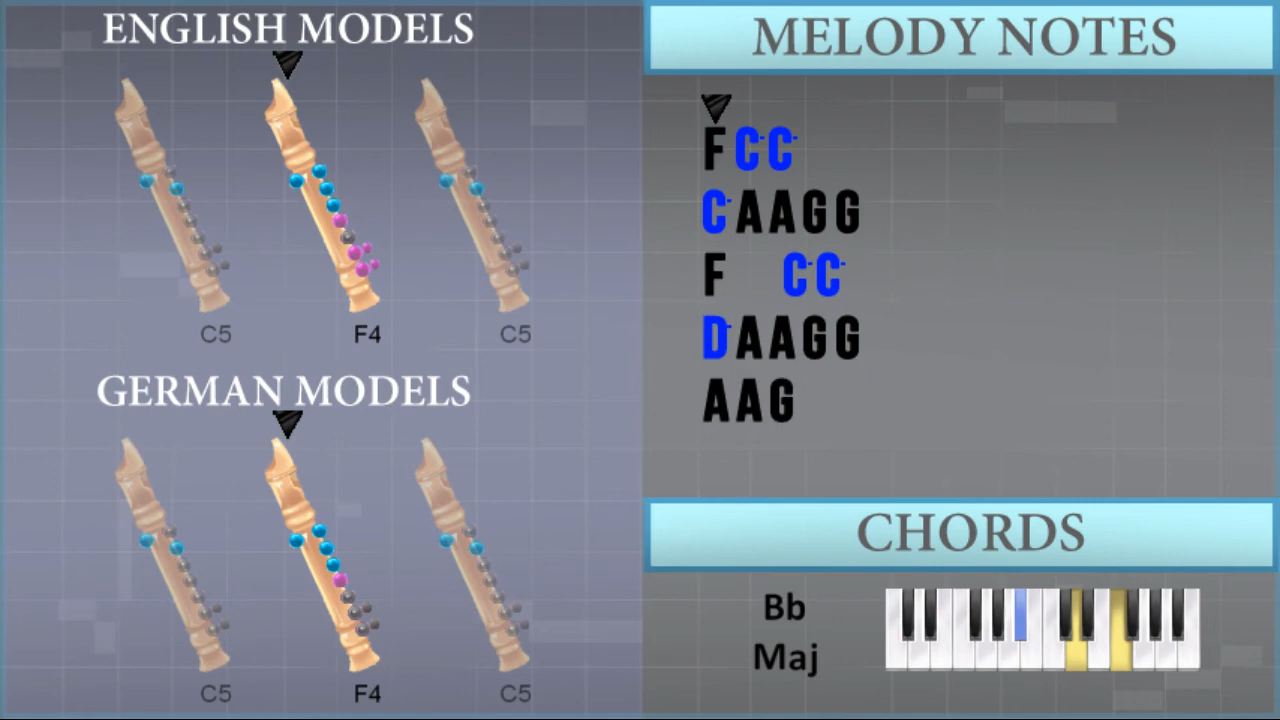 ENGLISH MODELS
C5 F4 C5
GERMAN MODELS
C5 F4 C5
MELODY NOTES
F C- C-
C- A A G G
F C- C-
D- A A G G
A A G
CHORDS
Bb
Maj